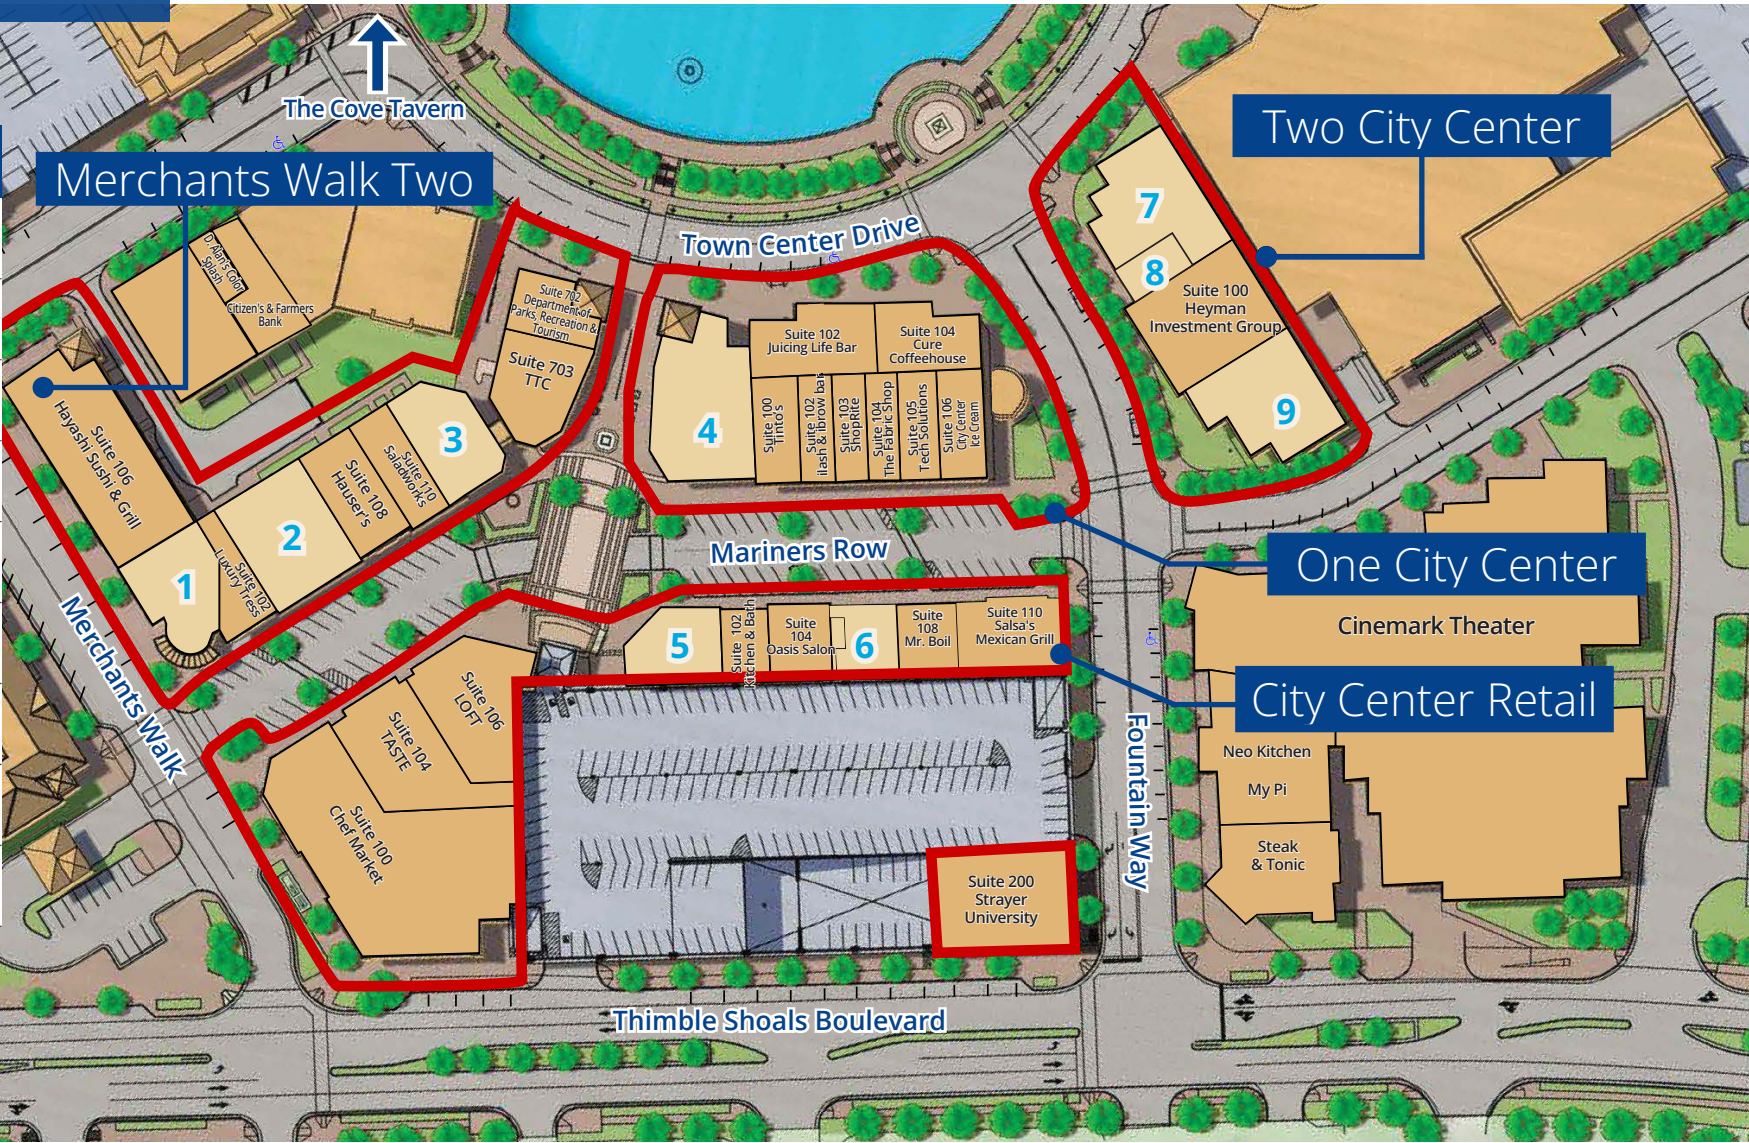 The Cove Tavern
Merchants Walk Two
Two City Center
Town Center Drive
D. Alan's Color
Splash
Citizen's & Farmers
Bank
Suite 702
Department of
Parks, Recreation &
Tourism
Suite 703
TTC
Suite 106
Hayashi Sushi & Grill
1
Suite 102
Luxury Tress
2
Suite 108
Hauser's
Suite 110
Saladworks
3
4
Suite 102
Juicing Life Bar
Suite 104
Cure
Coffeehouse
Suite 100
Tinto's
Suite 102
ilash & ibrow bar
Suite 103
ShopRite
Suite 104
The Fabric Shop
Suite 105
Tech Solutions
Suite 106
City Center
Ice Cream
7
8
Suite 100
Heyman
Investment Group
9
Mariners Row
One City Center
Cinemark Theater
City Center Retail
Merchants Walk
5
Suite 102
Kitchen & Bath
Suite
104
Oasis Salon
6
Suite
108
Mr. Boil
Suite 110
Salsa's
Mexican Grill
Suite 106
LOFT
Suite 104
TASTE
Suite 100
Chef Market
Fountain Way
Neo Kitchen
My Pi
Steak
& Tonic
Suite 200
Strayer
University
Thimble Shoals Boulevard